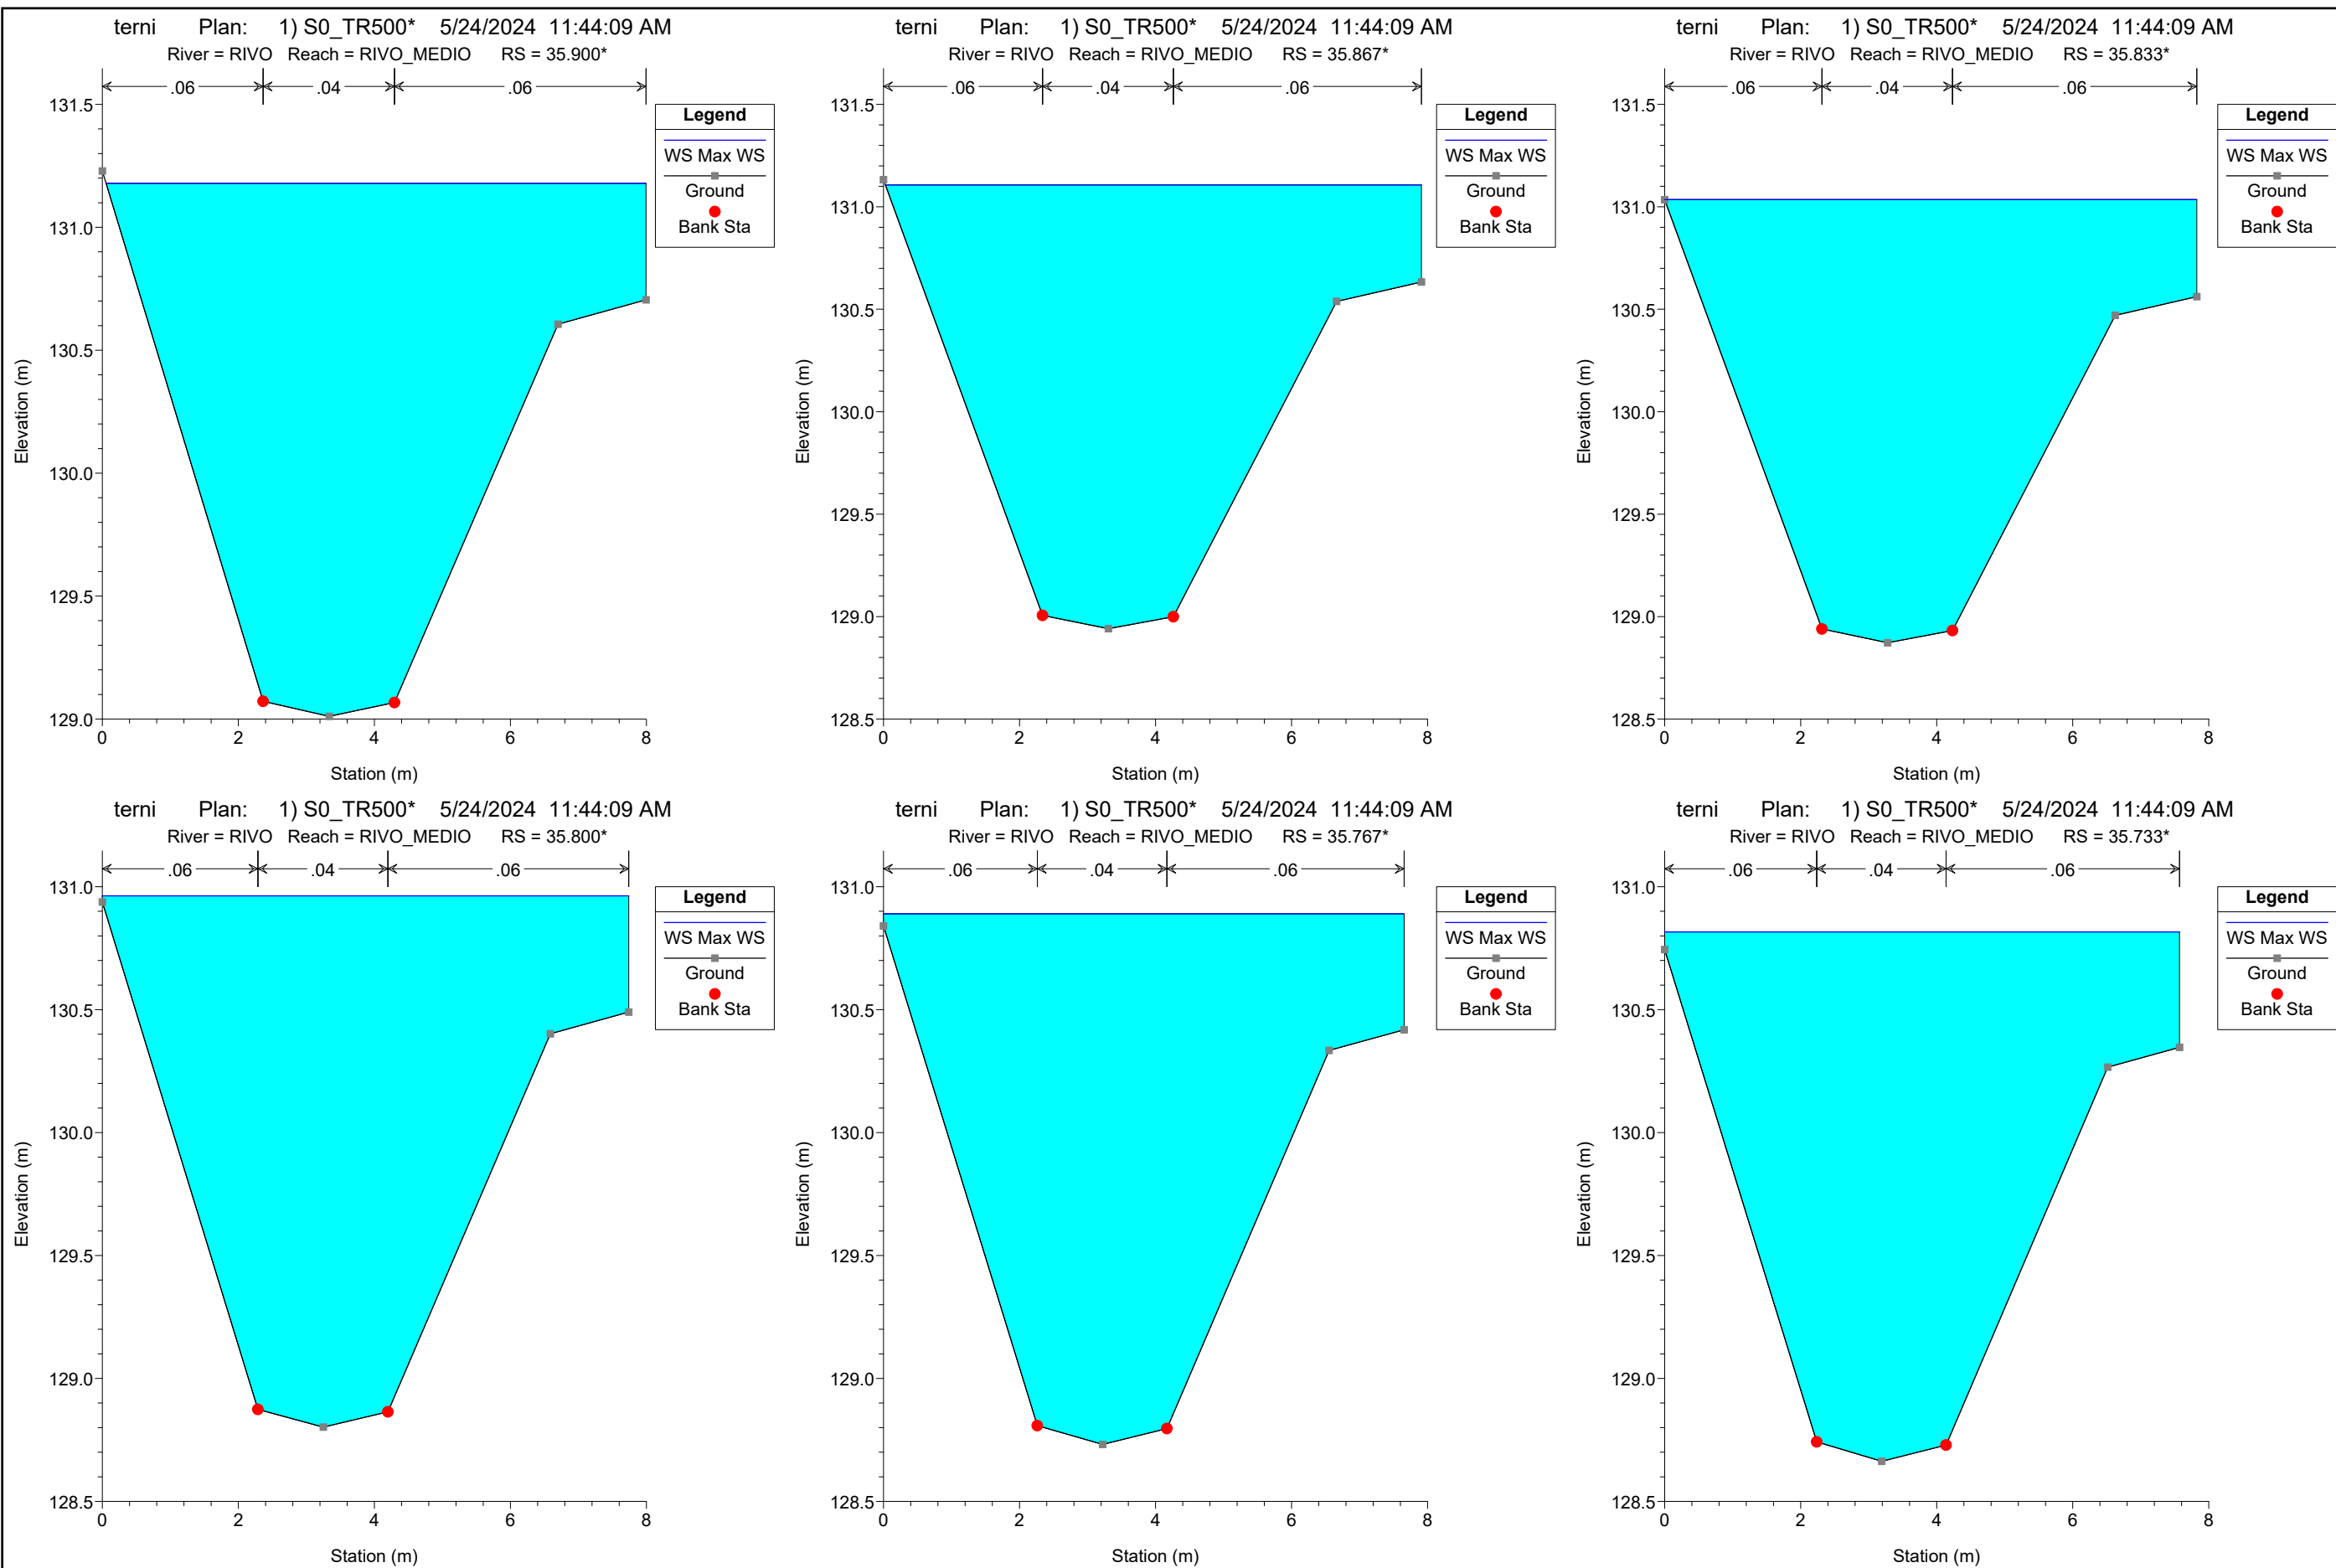 terni Plan: 1) S0_TR500* 5/24/2024 11:44:09 AM
River = RIVO Reach = RIVO_MEDIO RS = 35.900*
.06 .04 .06
131.5
131.0
130.5
130.0
129.5
129.0
Elevation (m)
0 2 4 6 8
Station (m)
Legend
WS Max WS
Ground
Bank Sta
terni Plan: 1) S0_TR500* 5/24/2024 11:44:09 AM
River = RIVO Reach = RIVO_MEDIO RS = 35.867*
.06 .04 .06
131.5
131.0
130.5
130.0
129.5
129.0
128.5
Elevation (m)
0 2 4 6 8
Station (m)
Legend
WS Max WS
Ground
Bank Sta
terni Plan: 1) S0_TR500* 5/24/2024 11:44:09 AM
River = RIVO Reach = RIVO_MEDIO RS = 35.833*
.06 .04 .06
131.5
131.0
130.5
130.0
129.5
129.0
128.5
Elevation (m)
0 2 4 6 8
Station (m)
Legend
WS Max WS
Ground
Bank Sta
terni Plan: 1) S0_TR500* 5/24/2024 11:44:09 AM
River = RIVO Reach = RIVO_MEDIO RS = 35.800*
.06 .04 .06
131.0
130.5
130.0
129.5
129.0
128.5
Elevation (m)
0 2 4 6 8
Station (m)
Legend
WS Max WS
Ground
Bank Sta
terni Plan: 1) S0_TR500* 5/24/2024 11:44:09 AM
River = RIVO Reach = RIVO_MEDIO RS = 35.767*
.06 .04 .06
131.0
130.5
130.0
129.5
129.0
128.5
Elevation (m)
0 2 4 6 8
Station (m)
Legend
WS Max WS
Ground
Bank Sta
terni Plan: 1) S0_TR500* 5/24/2024 11:44:09 AM
River = RIVO Reach = RIVO_MEDIO RS = 35.733*
.06 .04 .06
131.0
130.5
130.0
129.5
129.0
128.5
Elevation (m)
0 2 4 6 8
Station (m)
Legend
WS Max WS
Ground
Bank Sta